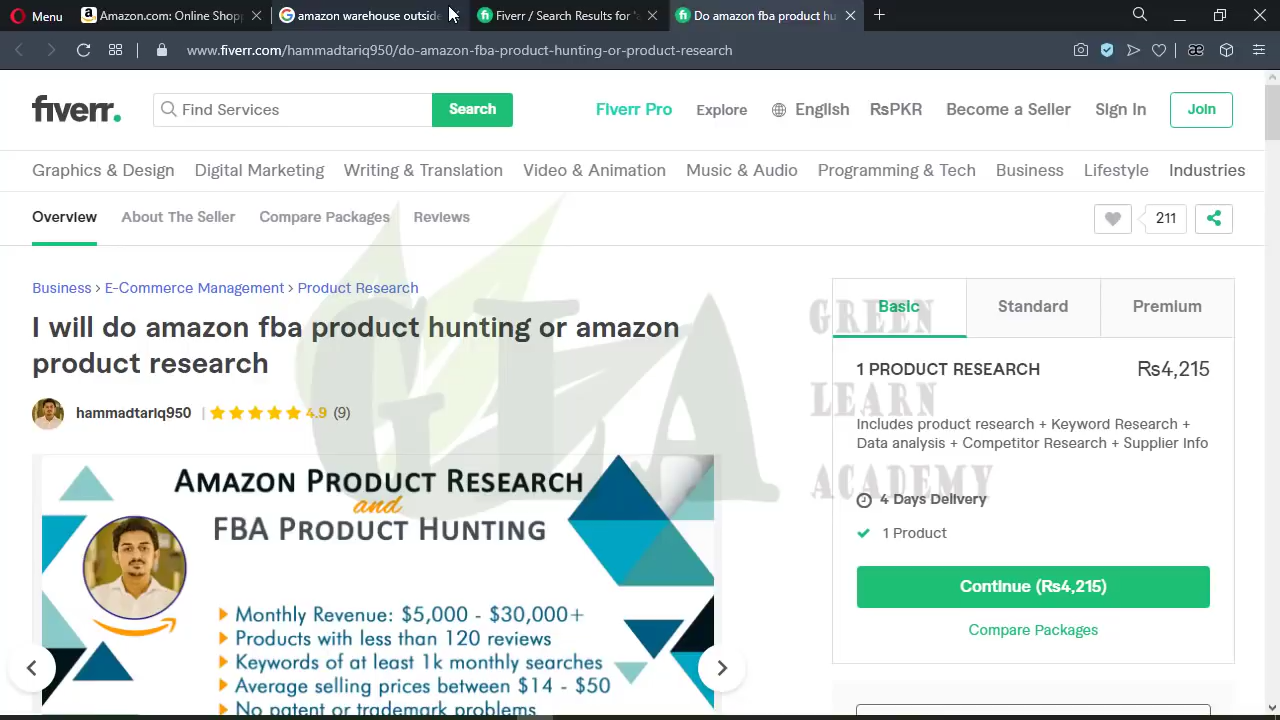 Menu
Amazon.com: Online Shopp
amazon warehouse outside
Fiverr / Search Results for '
Do amazon fba product hu
www.fiverr.com/hammadtariq950/do-amazon-fba-product-hunting-or-product-research
fiverr.
Find Services
Search
Fiverr Pro
Explore
English
RsPKR
Become a Seller
Sign In
Join
Graphics & Design
Digital Marketing
Writing & Translation
Video & Animation
Music & Audio
Programming & Tech
Business
Lifestyle
Industries
Overview
About The Seller
Compare Packages
Reviews
211
Business › E-Commerce Management › Product Research
I will do amazon fba product hunting or amazon
product research
hammadtariq950 | 4.9 (9)
AMAZON PRODUCT RESEARCH
and
FBA PRODUCT HUNTING
Monthly Revenue: $5,000 - $30,000+
Products with less than 120 reviews
Keywords of at least 1k monthly searches
Average selling prices between $14 - $50
No patent or trademark problems
Basic
Standard
Premium
1 PRODUCT RESEARCH
Rs4,215
Includes product research + Keyword Research +
Data analysis + Competitor Research + Supplier Info
4 Days Delivery
1 Product
Continue (Rs4,215)
Compare Packages
GLA
GREEN
LEARN
ACADEMY